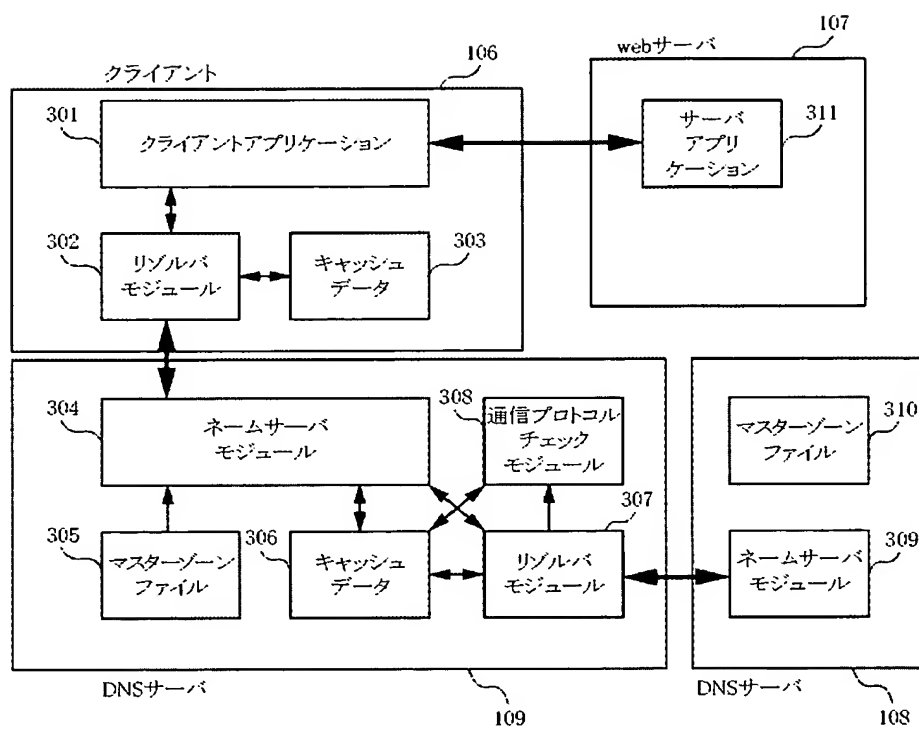 クライアント
106
webサーバ
107
301
クライアントアプリケーション
サーバ
アプリ
ケーション
311
302
リゾルバ
モジュール
キャッシュ
データ
303
304
ネームサーバ
モジュール
308
通信プロトコル
チェック
モジュール
マスターゾーン
ファイル
310
305
マスターゾーン
ファイル
306
キャッシュ
データ
リゾルバ
モジュール
307
ネームサーバ
モジュール
309
DNSサーバ
109
DNSサーバ
108